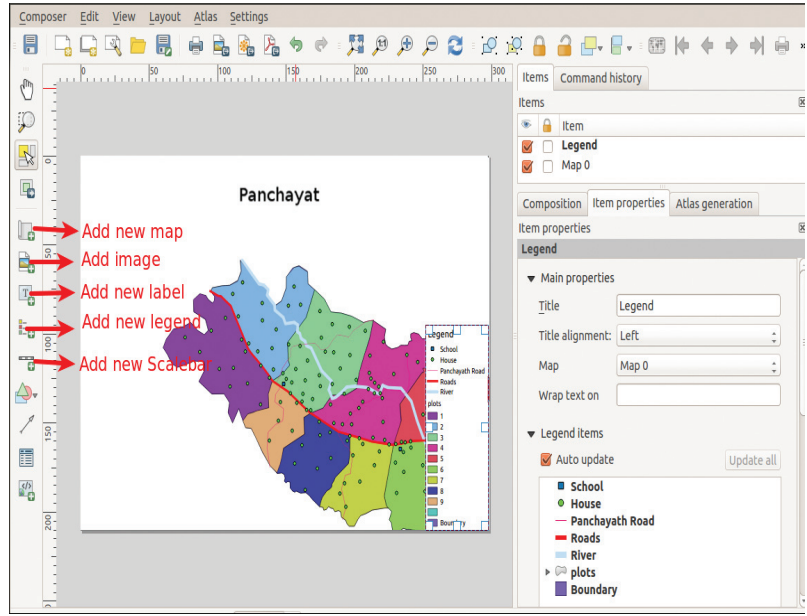 Composer Edit View Layout Atlas Settings
0 50 100 150 200 250 300
0
50
100
150
200
Panchayat
Add new map
Add image
Add new label
Add new legend
Add new Scalebar
Legend
School
House
Panchayath Road
Roads
River
plots
1
2
3
4
5
6
7
8
9
Boundary
Items Command history
Items
Item
Legend
Map 0
Composition Item properties Atlas generation
Item properties
Legend
Main properties
Title Legend
Title alignment: Left
Map Map 0
Wrap text on
Legend items
Auto update Update all
School
House
Panchayath Road
Roads
River
plots
Boundary